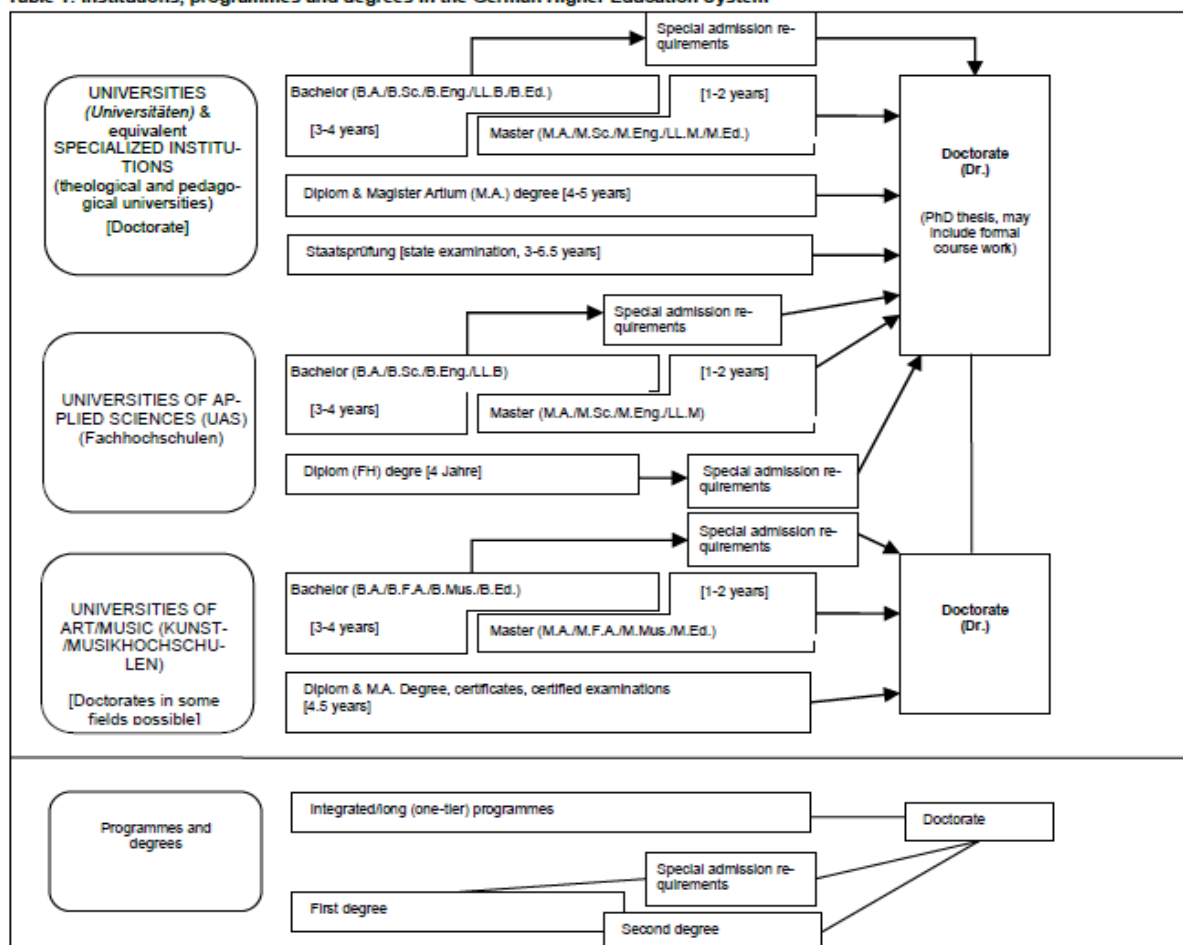 Table 1: Institutions, programmes and degrees in the German Higher Education System
Special admission re-
quirements
UNIVERSITIES
(Universitäten) &
equivalent
SPECIALIZED INSTITU-
TIONS
(theological and pedago-
gical universities)
[Doctorate]
Bachelor (B.A./B.Sc./B.Eng./LL.B./B.Ed.)
[3-4 years]
[1-2 years]
Master (M.A./M.Sc./M.Eng./LL.M./M.Ed.)
Diplom & Magister Artium (M.A.) degree [4-5 years]
Staatsprüfung [state examination, 3-6.5 years]
Doctorate
(Dr.)
(PhD thesis, may
include formal
course work)
Special admission re-
quirements
UNIVERSITIES OF AP-
PLIED SCIENCES (UAS)
(Fachhochschulen)
Bachelor (B.A./B.Sc./B.Eng./LL.B)
[3-4 years]
[1-2 years]
Master (M.A./M.Sc./M.Eng./LL.M)
Diplom (FH) degre [4 Jahre]
Special admission re-
quirements
Special admission re-
quirements
UNIVERSITIES OF
ART/MUSIC (KUNST-
/MUSIKHOCHSCHU-
LEN)
[Doctorates in some
fields possible]
Bachelor (B.A./B.F.A./B.Mus./B.Ed.)
[3-4 years]
[1-2 years]
Master (M.A./M.F.A./M.Mus./M.Ed.)
Diplom & M.A. Degree, certificates, certified examinations
[4.5 years]
Doctorate
(Dr.)
Programmes and
degrees
Integrated/long (one-tier) programmes
Doctorate
Special admission re-
quirements
First degree
Second degree